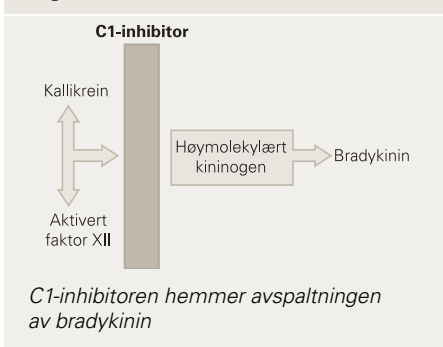 C1-inhibitor
Kallikrein
Høymolekylært
kininogen
Bradykinin
Aktivert
faktor XII
C1-inhibitoren hemmer avspaltningen
av bradykinin